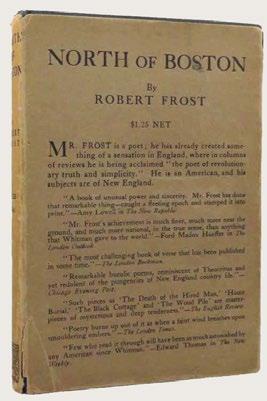 NORTH OF BOSTON
By
ROBERT FROST
$1.25 NET
MR. FROST is a poet; he has already created some-
thing of a sensation in England, where in columns
of reviews he is being acclaimed "the poet of revolution-
ary truth and simplicity." He is an American, and his
subjects are of New England.
"A book of unusual power and sincerity. Mr. Frost has done
that remarkable thing—caught a fleeting epoch and stamped it into
print."—Amy Lowell in The New Republic
"Mr. Frost's achievement is much finer, much more near the
ground, and much more national, in the true sense, than anything
that Whitman gave to the world."—Ford Madox Hueffer in The
London Outlook
"The most challenging book of verse that has been published
in some time."—The London Bookman.
"Remarkable bucolic poems, reminiscent of Theocritus and
yet redolent of the pungencies of New England country life."—
Chicago Evening Post.
"Such pieces as 'The Death of the Hired Man,' 'Home
Burial,' 'The Black Cottage' and 'The Wood Pile' are master-
pieces of mysterious and deep tenderness."—The English Review
"Poetry burns up out of it as when a faint wind breathes upon
smouldering embers."—The London Times.
"Few who read it through will have been so much astonished by
any American since Whitman."—Edward Thomas in The New
Weekly.